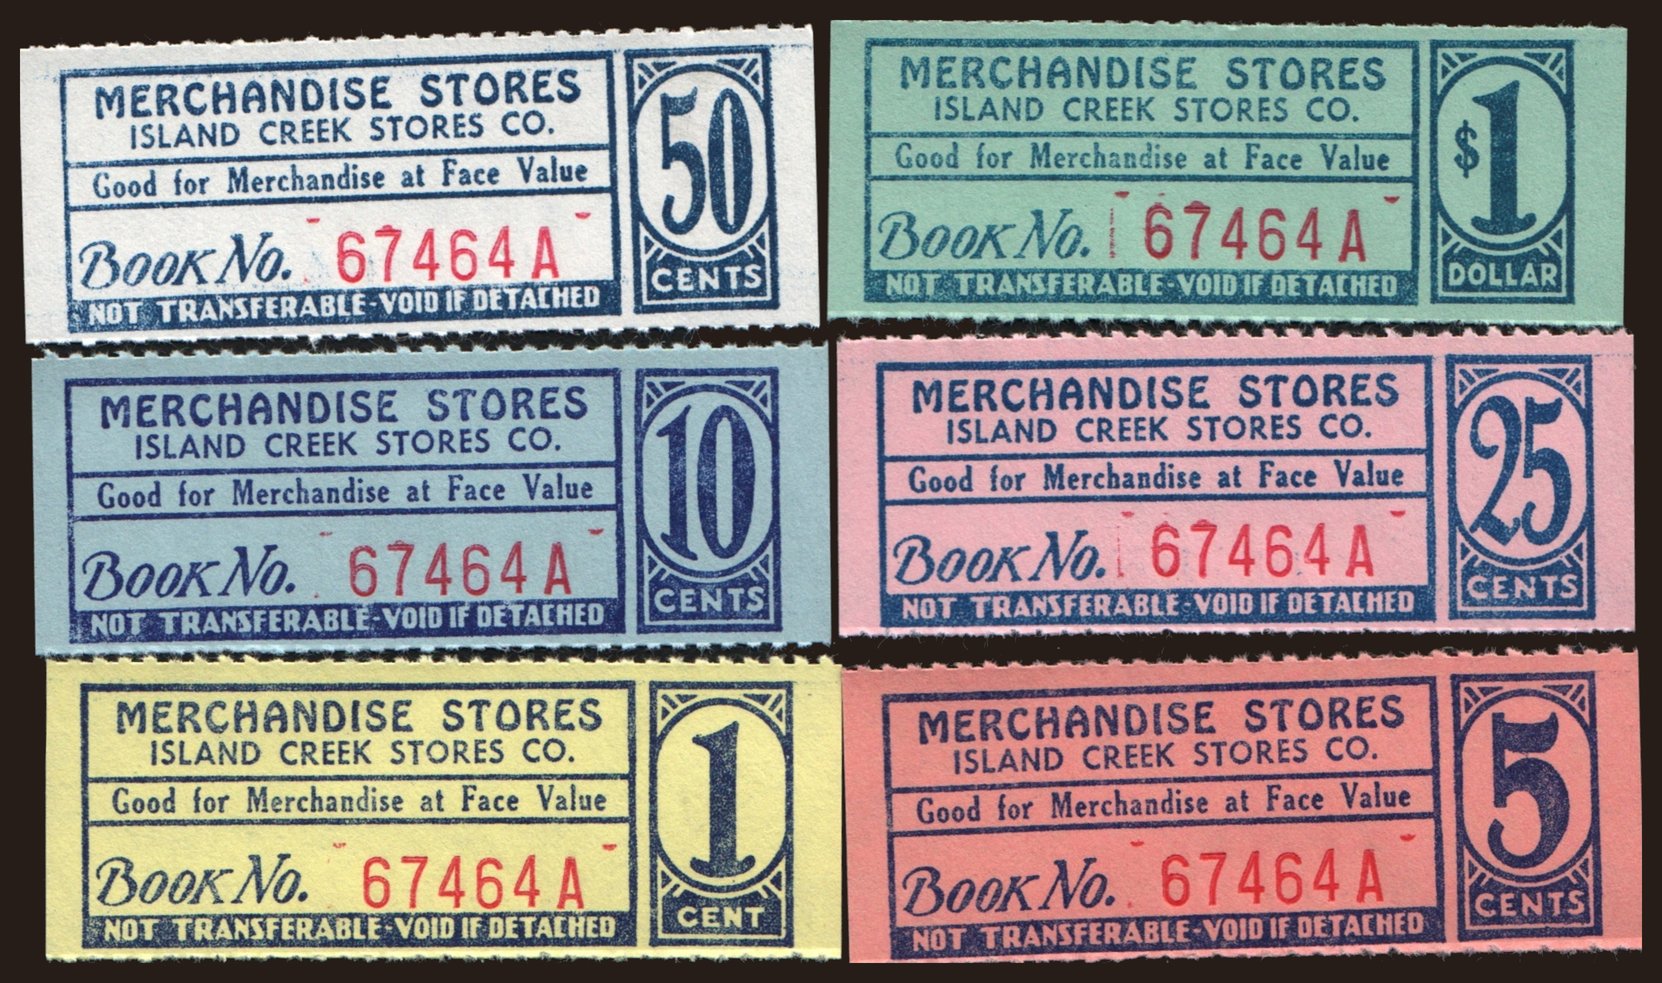 MERCHANDISE STORES
ISLAND CREEK STORES CO.
Good for Merchandise at Face Value
Book No. 67464A
NOT TRANSFERABLE-VOID IF DETACHED
50
CENTS
MERCHANDISE STORES
ISLAND CREEK STORES CO.
Good for Merchandise at Face Value
Book No. 67464A
NOT TRANSFERABLE-VOID IF DETACHED
$1
DOLLAR
MERCHANDISE STORES
ISLAND CREEK STORES CO.
Good for Merchandise at Face Value
Book No. 67464A
NOT TRANSFERABLE-VOID IF DETACHED
10
CENTS
MERCHANDISE STORES
ISLAND CREEK STORES CO.
Good for Merchandise at Face Value
Book No. 67464A
NOT TRANSFERABLE-VOID IF DETACHED
25
CENTS
MERCHANDISE STORES
ISLAND CREEK STORES CO.
Good for Merchandise at Face Value
Book No. 67464A
NOT TRANSFERABLE-VOID IF DETACHED
1
CENT
MERCHANDISE STORES
ISLAND CREEK STORES CO.
Good for Merchandise at Face Value
Book No. 67464A
NOT TRANSFERABLE-VOID IF DETACHED
5
CENTS